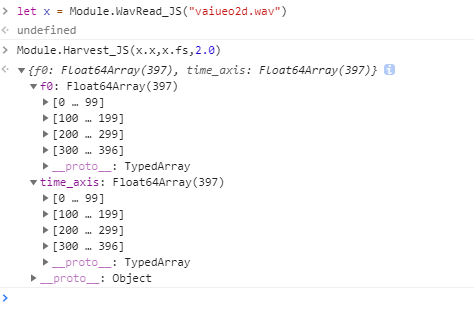 let x = Module.WavRead_JS("vaiueo2d.wav")
undefined
Module.Harvest_JS(x.x,x.fs,2.0)
{f0: Float64Array(397), time_axis: Float64Array(397)}
f0: Float64Array(397)
[0 … 99]
[100 … 199]
[200 … 299]
[300 … 396]
__proto__: TypedArray
time_axis: Float64Array(397)
[0 … 99]
[100 … 199]
[200 … 299]
[300 … 396]
__proto__: TypedArray
__proto__: Object